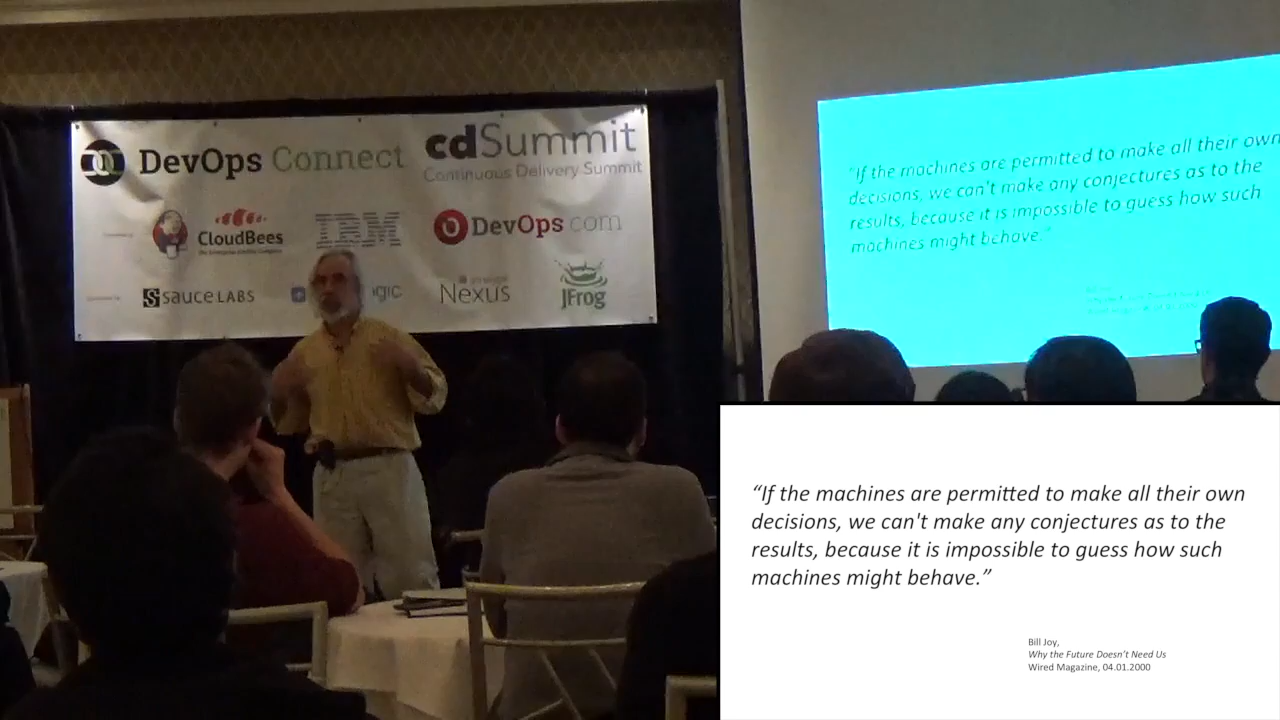 DevOps Connect
cdSummit
Continuous Delivery Summit
CloudBees
IBM
DevOps.com
SAUCE LABS
ogic
Nexus
JFrog
"If the machines are permitted to make all their own
decisions, we can't make any conjectures as to the
results, because it is impossible to guess how such
machines might behave."
“If the machines are permitted to make all their own
decisions, we can't make any conjectures as to the
results, because it is impossible to guess how such
machines might behave.”
Bill Joy,
Why the Future Doesn't Need Us
Wired Magazine, 04.01.2000